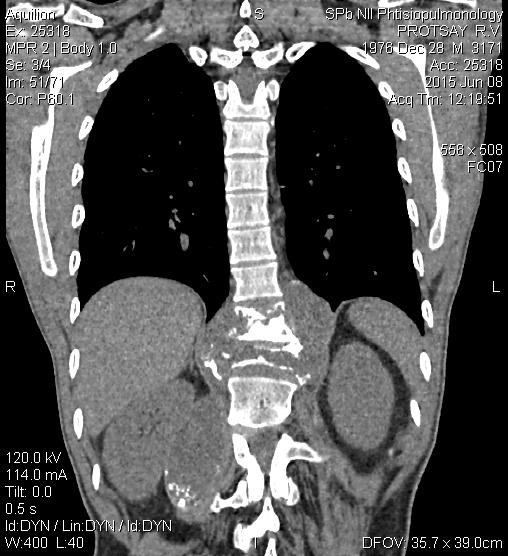 Aquilion
Ex: 25318
MPR 2 | Body 1.0
Se: 3/4
Im: 51/71
Cor: P60.1
S
SPb NII Phtisiopulmonology
PROTSAY R.V
1976 Dec 28 M 3171
Acc: 25318
2015 Jun 08
Acq Tm: 12:19:51
558 x 508
FC07
R
L
120.0 kV
114.0 mA
Tilt: 0.0
0.5 s
Id:DYN / Lin:DYN / Id:DYN
W:400 L:40
I
DFOV: 35.7 x 39.0cm